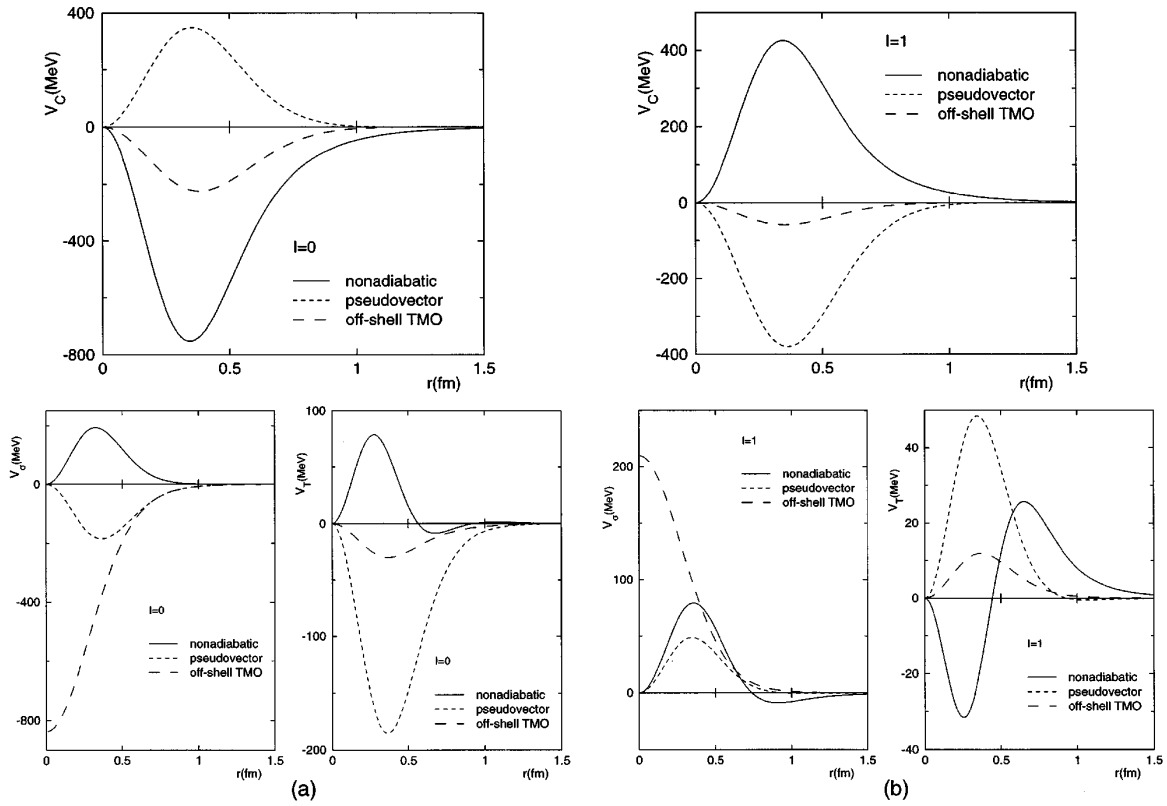 400
V_C(MeV)
0
-400
-800
I=0
nonadiabatic
pseudovector
off-shell TMO
0 0.5 1 1.5
r(fm)
400
200
V_C(MeV)
0
-200
-400
I=1
nonadiabatic
pseudovector
off-shell TMO
0 0.5 1 1.5
r(fm)
V_σ(MeV)
0
-400
-800
I=0
nonadiabatic
pseudovector
off-shell TMO
0 0.5 1 1.5
r(fm)
100
V_T(MeV)
0
-100
-200
I=0
nonadiabatic
pseudovector
off-shell TMO
0 0.5 1 1.5
r(fm)
(a)
200
V_σ(MeV)
100
0
I=1
nonadiabatic
pseudovector
off-shell TMO
0 0.5 1 1.5
r(fm)
40
V_T(MeV)
20
0
-20
-40
I=1
nonadiabatic
pseudovector
off-shell TMO
0 0.5 1 1.5
r(fm)
(b)